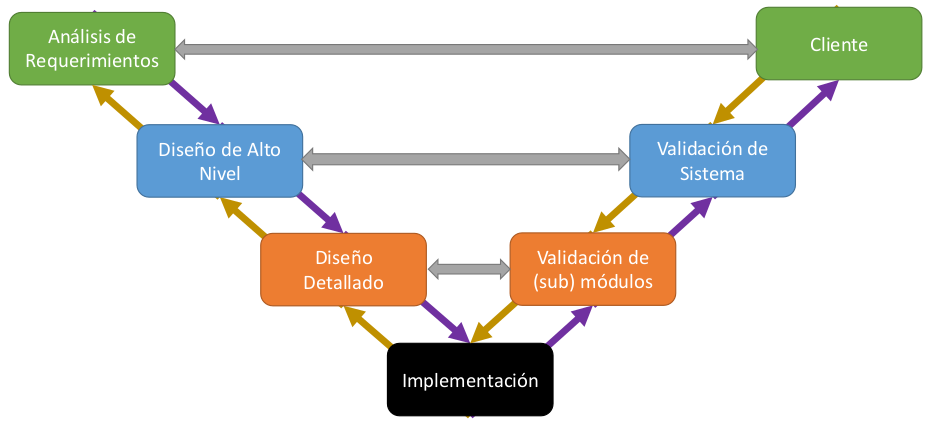 Análisis de
Requerimientos
Cliente
Diseño de Alto
Nivel
Validación de
Sistema
Diseño
Detallado
Validación de
(sub) módulos
Implementación